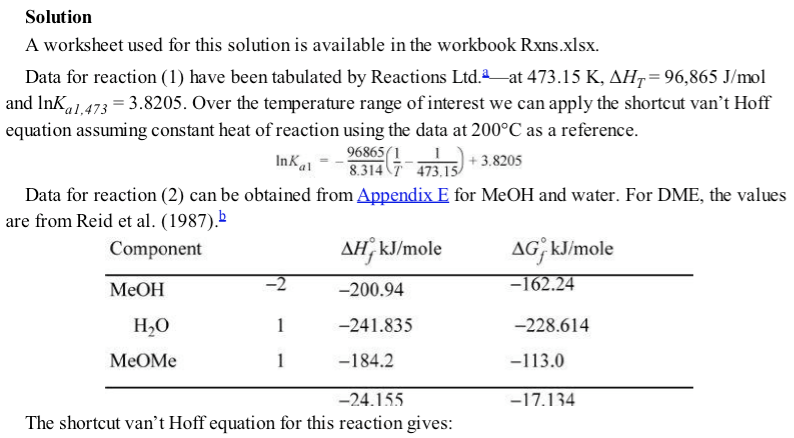 Solution
A worksheet used for this solution is available in the workbook Rxns.xlsx.
Data for reaction (1) have been tabulated by Reactions Ltd.a—at 473.15 K, ΔHT = 96,865 J/mol
and lnKa1,473 = 3.8205. Over the temperature range of interest we can apply the shortcut van’t Hoff
equation assuming constant heat of reaction using the data at 200°C as a reference.
lnKa1 = −96865/8.314 (1/T − 1/473.15) + 3.8205
Data for reaction (2) can be obtained from Appendix E for MeOH and water. For DME, the values
are from Reid et al. (1987).b
Component ΔH°f kJ/mole ΔG°f kJ/mole
MeOH −2 −200.94 −162.24
H2O 1 −241.835 −228.614
MeOMe 1 −184.2 −113.0
−24.155 −17.134
The shortcut van’t Hoff equation for this reaction gives: